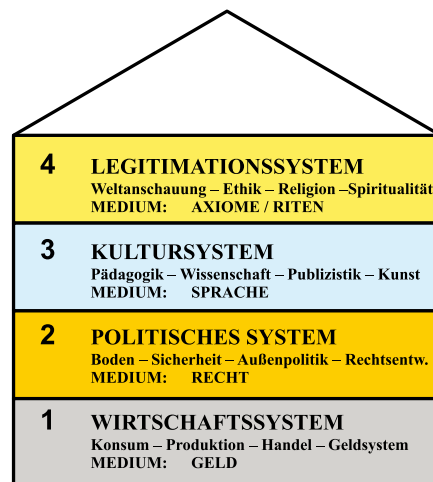 4 LEGITIMATIONSSYSTEM
Weltanschauung – Ethik – Religion –Spiritualität
MEDIUM: AXIOME / RITEN
3 KULTURSYSTEM
Pädagogik – Wissenschaft – Publizistik – Kunst
MEDIUM: SPRACHE
2 POLITISCHES SYSTEM
Boden – Sicherheit – Außenpolitik – Rechtsentw.
MEDIUM: RECHT
1 WIRTSCHAFTSSYSTEM
Konsum – Produktion – Handel – Geldsystem
MEDIUM: GELD